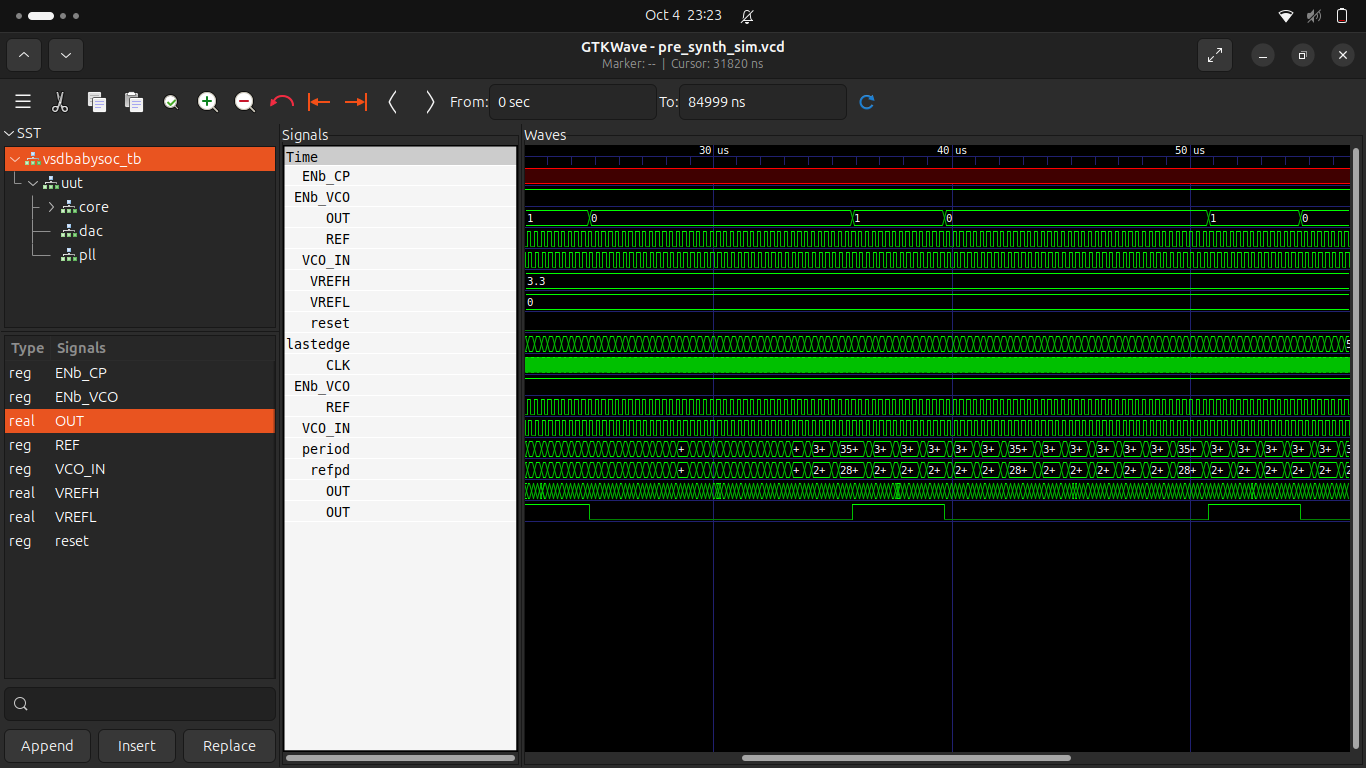 Oct 4 23:23
GTKWave - pre_synth_sim.vcd
Marker: -- | Cursor: 31820 ns
From: 0 sec To: 84999 ns
SST
vsdbabysoc_tb
uut
core
dac
pll
Type Signals
reg ENb_CP
reg ENb_VCO
real OUT
reg REF
reg VCO_IN
real VREFH
real VREFL
reg reset
Append Insert Replace
Signals
Time
ENb_CP
ENb_VCO
OUT
REF
VCO_IN
VREFH
VREFL
reset
lastedge
CLK
ENb_VCO
REF
VCO_IN
period
refpd
OUT
OUT
Waves
30 us 40 us 50 us
1 0 1 0 1 0
3.3
0
+ + 3+ 35+ 3+ 3+ 3+ 3+ 3+ 35+ 3+ 3+ 3+ 3+ 3+ 35+ 3+ 3+ 3+ 3+
+ + 2+ 28+ 2+ 2+ 2+ 2+ 2+ 28+ 2+ 2+ 2+ 2+ 2+ 28+ 2+ 2+ 2+ 2+